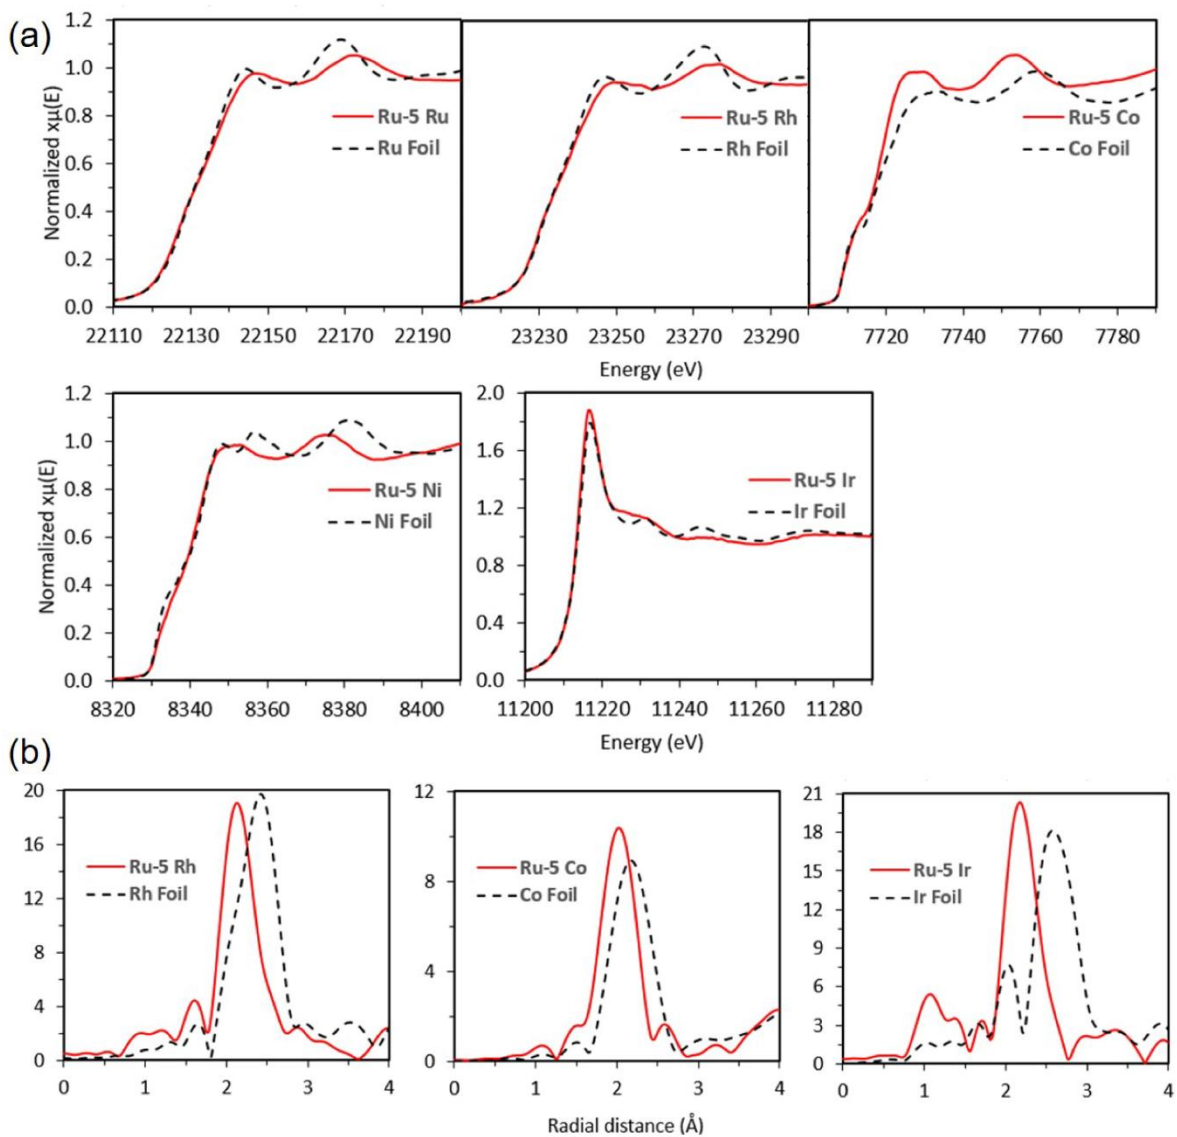 (a)
Normalized xμ(E)
1.2
1.0
0.8
0.6
0.4
0.2
0.0
Ru-5 Ru
Ru Foil
Ru-5 Rh
Rh Foil
Ru-5 Co
Co Foil
22110 22130 22150 22170 22190
23230 23250 23270 23290
7720 7740 7760 7780
Energy (eV)
Normalized xμ(E)
1.2
1.0
0.8
0.6
0.4
0.2
0.0
Ru-5 Ni
Ni Foil
8320 8340 8360 8380 8400
2.0
1.6
1.2
0.8
0.4
0.0
Ru-5 Ir
Ir Foil
11200 11220 11240 11260 11280
Energy (eV)
(b)
20
16
12
8
4
0
Ru-5 Rh
Rh Foil
0 1 2 3 4
12
8
4
0
Ru-5 Co
Co Foil
0 1 2 3 4
21
18
15
12
9
6
3
0
Ru-5 Ir
Ir Foil
0 1 2 3 4
Radial distance (Å)